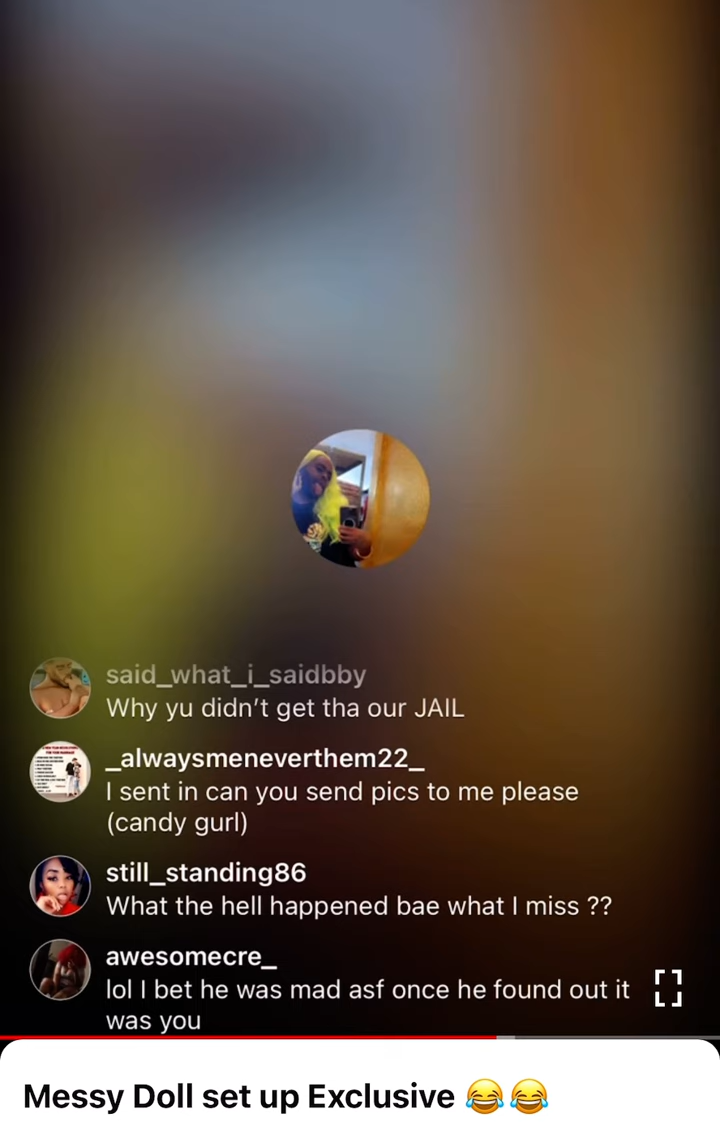 said_what_i_saidbby
Why yu didn't get tha our JAIL
_alwaysmeneverthem22_
I sent in can you send pics to me please
(candy gurl)
still_standing86
What the hell happened bae what I miss ??
awesomecre_
lol I bet he was mad asf once he found out it
was you
Messy Doll set up Exclusive 😂😂